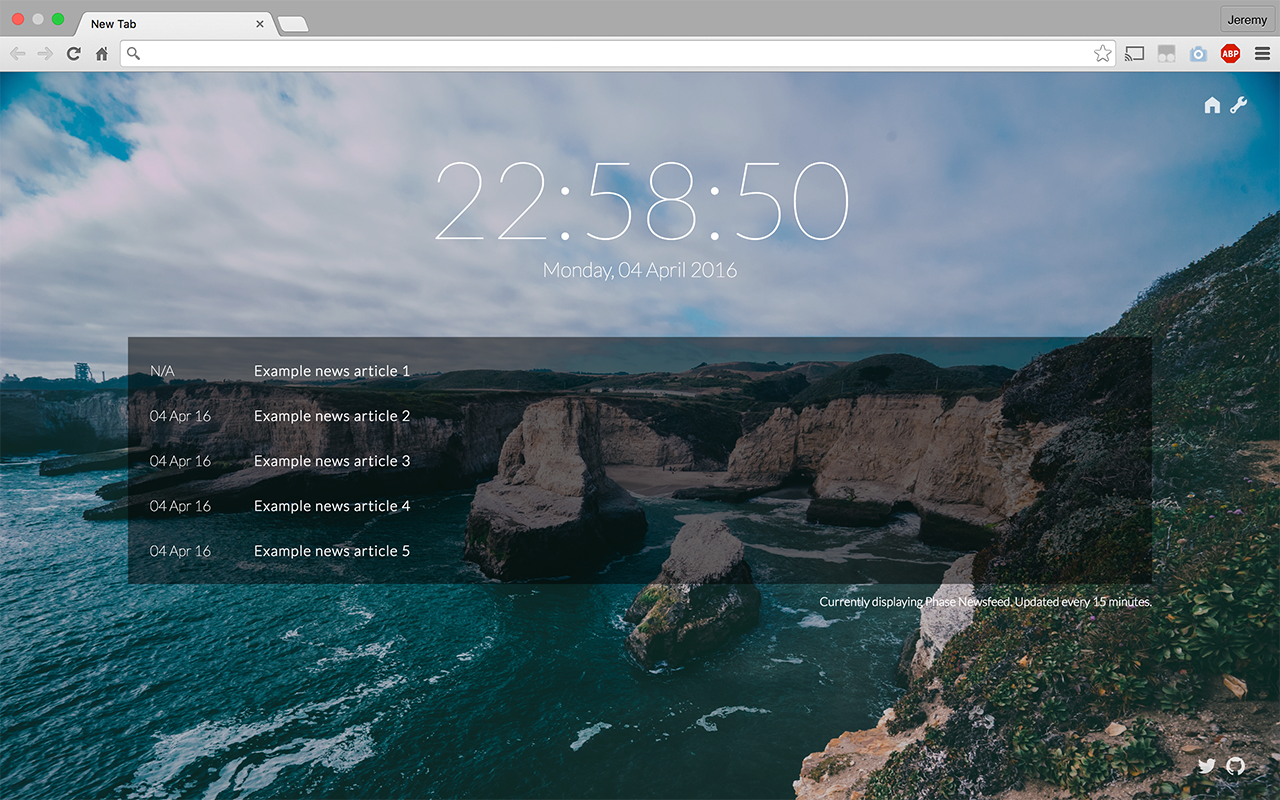 New Tab
Jeremy
ABP
22:58:50
Monday, 04 April 2016
N/A Example news article 1
04 Apr 16 Example news article 2
04 Apr 16 Example news article 3
04 Apr 16 Example news article 4
04 Apr 16 Example news article 5
Currently displaying Phase Newsfeed. Updated every 15 minutes.